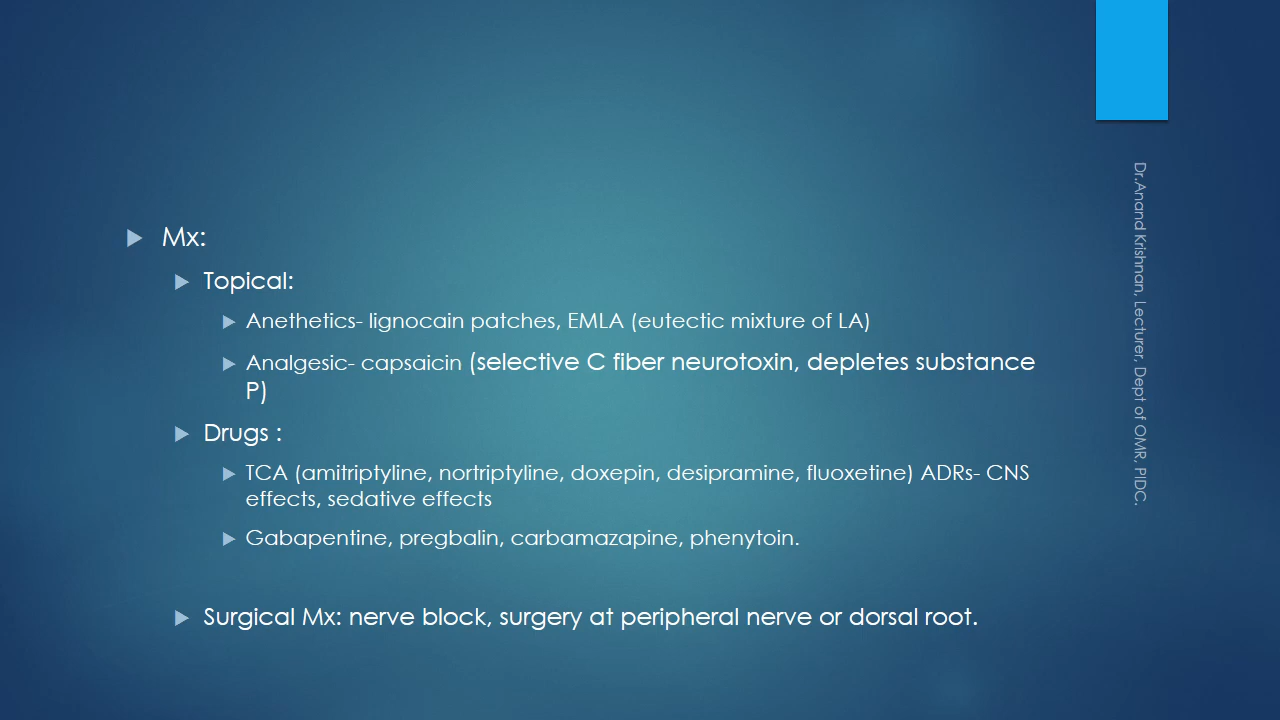 Mx:
Topical:
Anethetics- lignocain patches, EMLA (eutectic mixture of LA)
Analgesic- capsaicin (selective C fiber neurotoxin, depletes substance
P)
Drugs :
TCA (amitriptyline, nortriptyline, doxepin, desipramine, fluoxetine) ADRs- CNS
effects, sedative effects
Gabapentine, pregbalin, carbamazapine, phenytoin.
Surgical Mx: nerve block, surgery at peripheral nerve or dorsal root.
Dr.Anand Krishnan, Lecturer, Dept of OMR. PIDC.